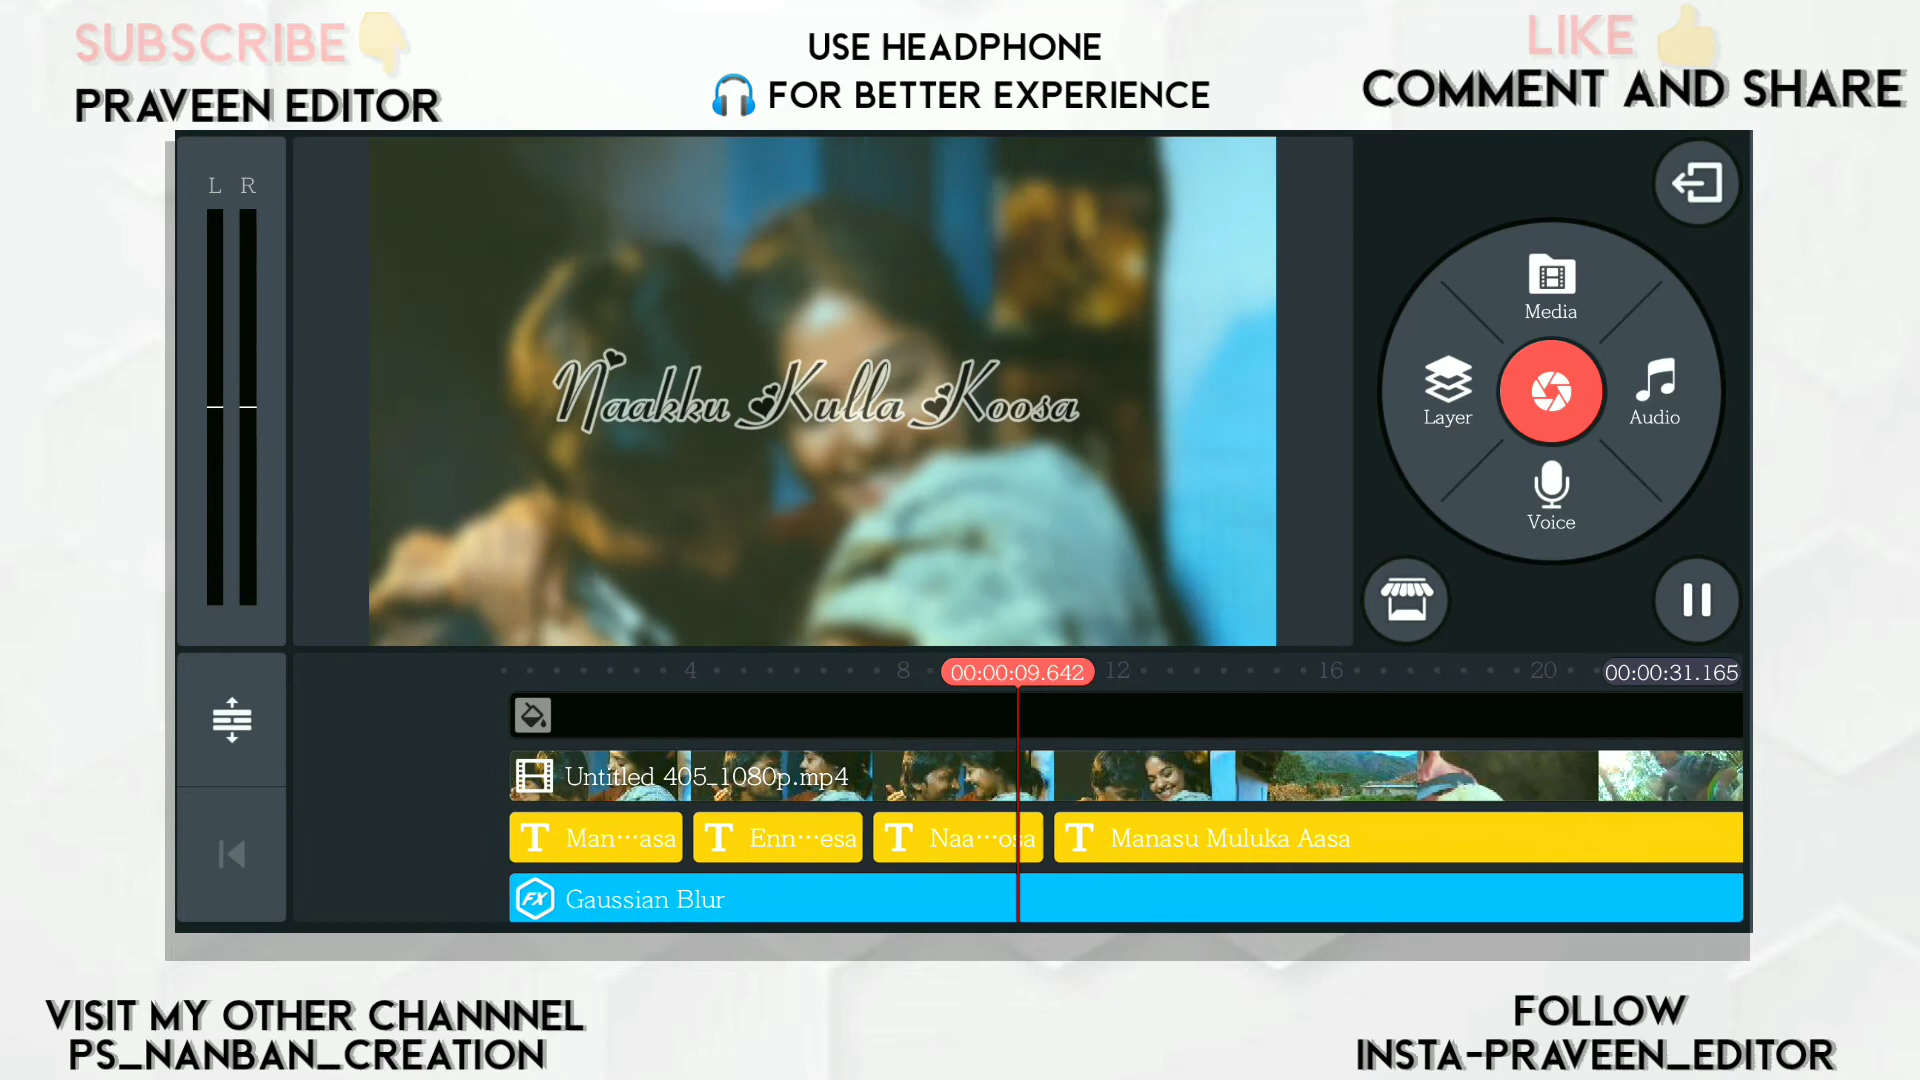 SUBSCRIBE👇
PRAVEEN EDITOR
USE HEADPHONE
🎧 FOR BETTER EXPERIENCE
LIKE 👍
COMMENT AND SHARE
L R
Naakku Kulla Koosa
Media
Layer
Audio
Voice
4
8
00:00:09.642
12
16
20
00:00:31.165
Untitled 405_1080p.mp4
T Man···asa
T Enn···esa
T Naa···osa
T Manasu Muluka Aasa
FX Gaussian Blur
VISIT MY OTHER CHANNNEL
PS_NANBAN_CREATION
FOLLOW
INSTA-PRAVEEN_EDITOR